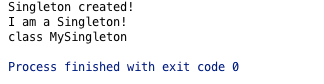 Singleton created!
I am a Singleton!
class MySingleton
Process finished with exit code 0